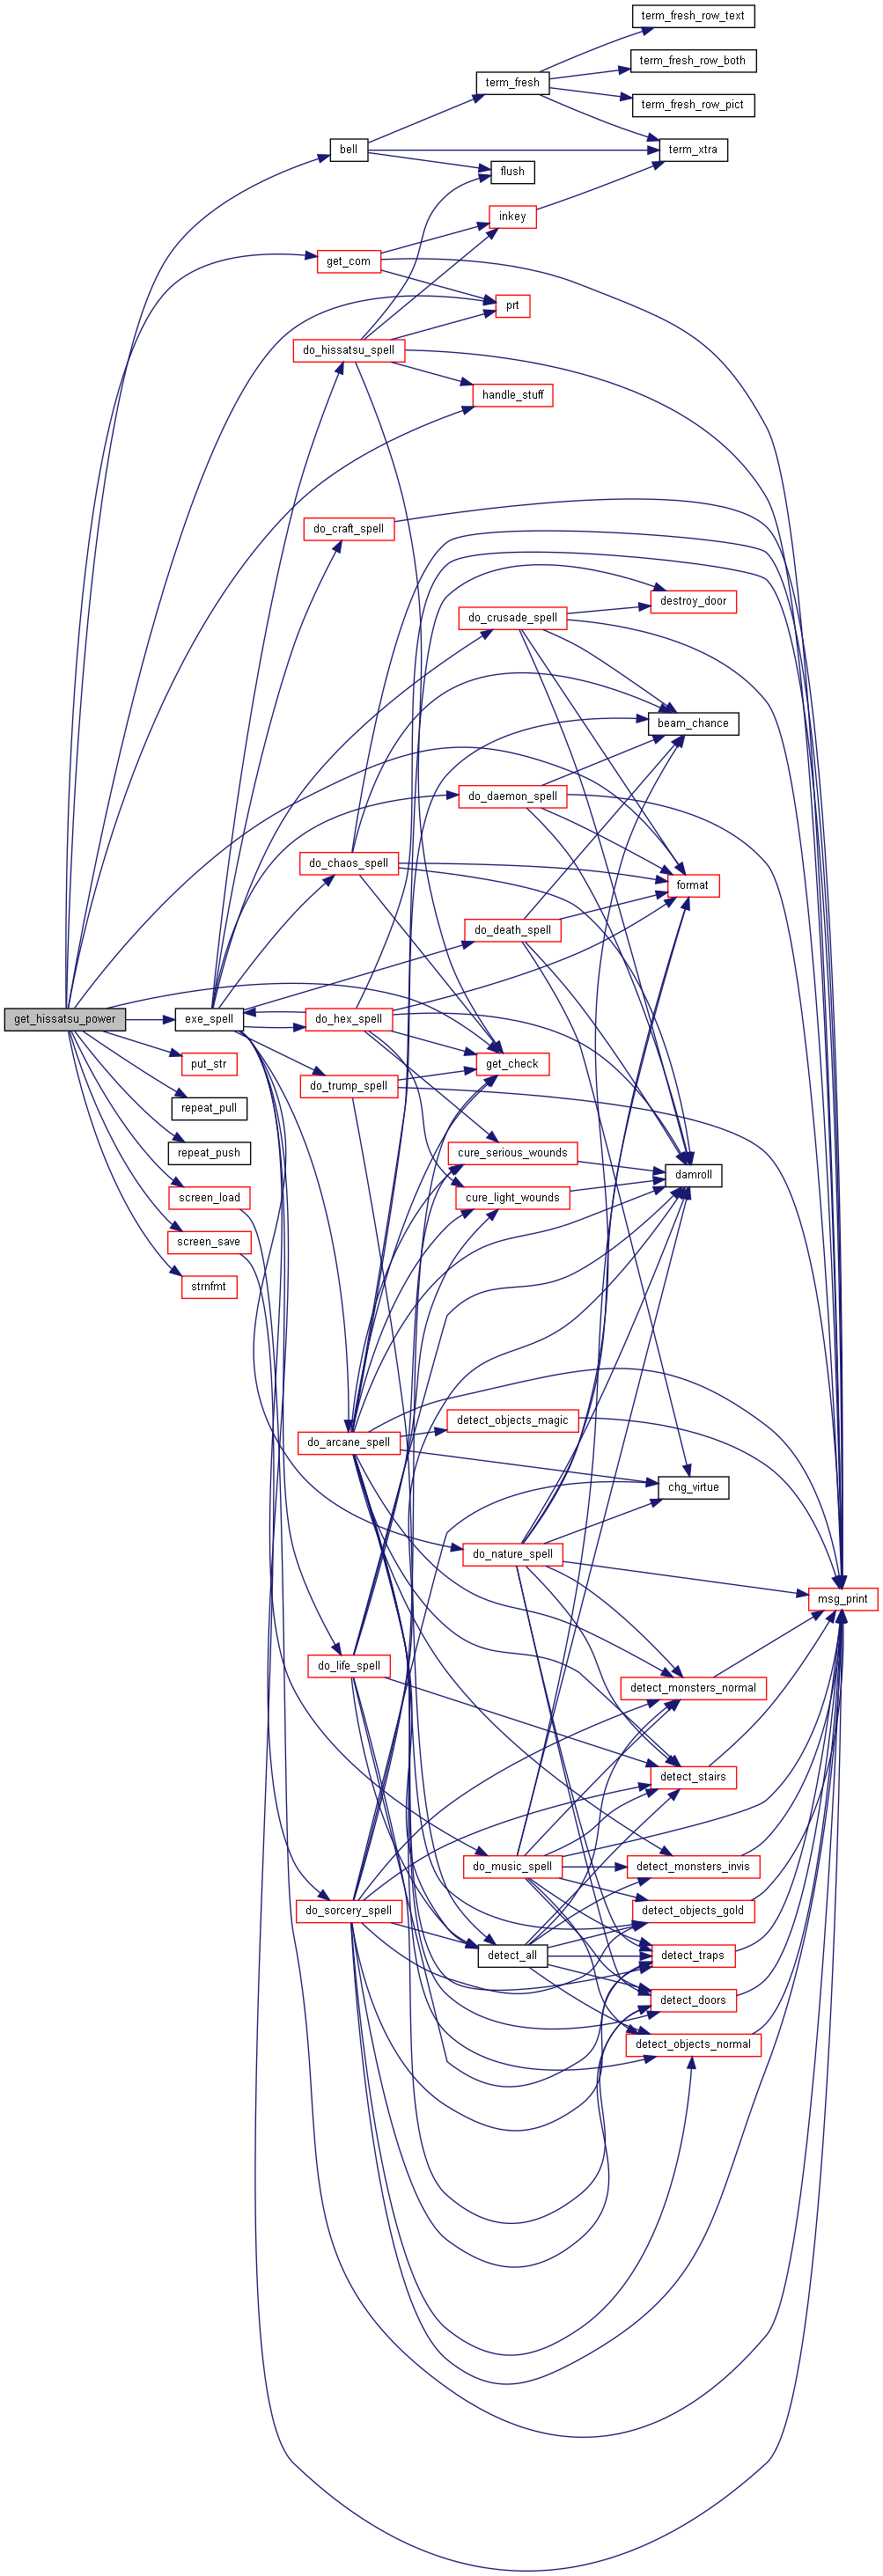 term_fresh_row_text
term_fresh_row_both
term_fresh
term_fresh_row_pict
bell
term_xtra
flush
inkey
get_com
prt
do_hissatsu_spell
handle_stuff
do_craft_spell
destroy_door
do_crusade_spell
beam_chance
do_daemon_spell
do_chaos_spell
format
do_death_spell
get_hissatsu_power
exe_spell
do_hex_spell
put_str
get_check
do_trump_spell
repeat_pull
repeat_push
cure_serious_wounds
damroll
screen_load
cure_light_wounds
screen_save
strnfmt
detect_objects_magic
do_arcane_spell
chg_virtue
do_nature_spell
msg_print
do_life_spell
detect_monsters_normal
detect_stairs
do_music_spell
detect_monsters_invis
do_sorcery_spell
detect_objects_gold
detect_all
detect_traps
detect_doors
detect_objects_normal